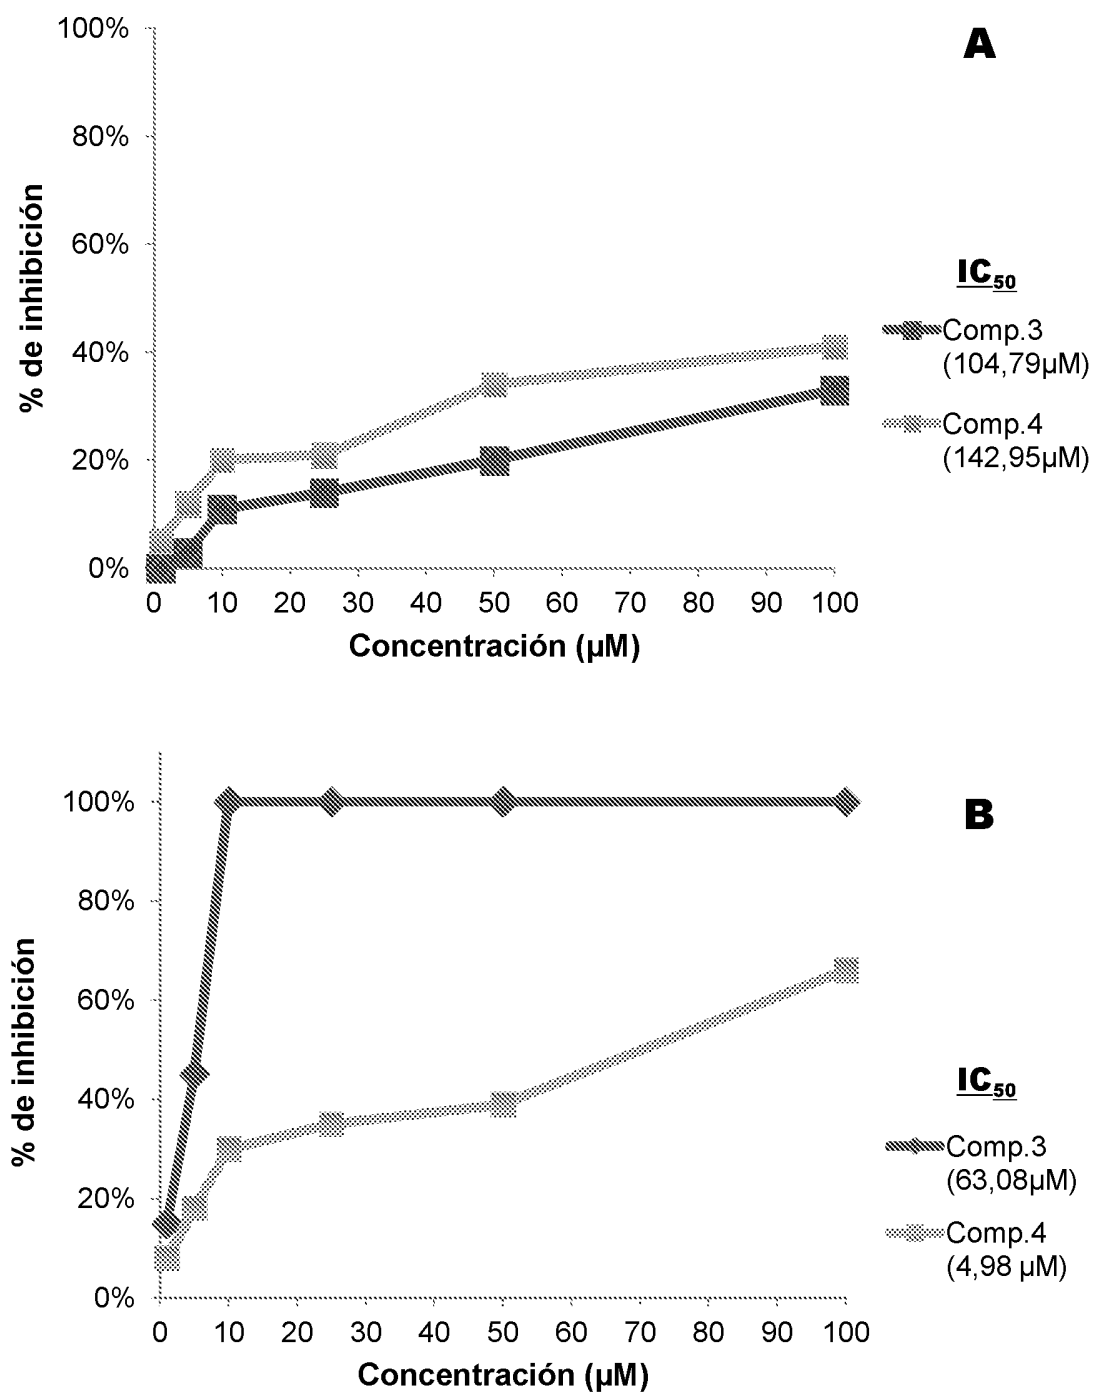 A
100%
80%
60%
40%
20%
0%
% de inhibición
0 10 20 30 40 50 60 70 80 90 100
Concentración (µM)
IC50
Comp.3
(104,79µM)
Comp.4
(142,95µM)
B
100%
80%
60%
40%
20%
0%
% de inhibición
0 10 20 30 40 50 60 70 80 90 100
Concentración (µM)
IC50
Comp.3
(63,08µM)
Comp.4
(4,98 µM)